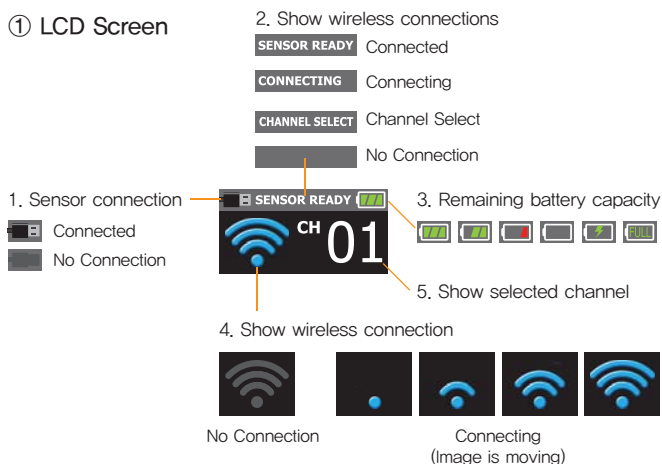 ① LCD Screen
2. Show wireless connections
SENSOR READY Connected
CONNECTING Connecting
CHANNEL SELECT Channel Select
No Connection
1. Sensor connection
Connected
No Connection
SENSOR READY
CH 01
3. Remaining battery capacity
FULL
5. Show selected channel
4. Show wireless connection
No Connection
Connecting
(Image is moving)